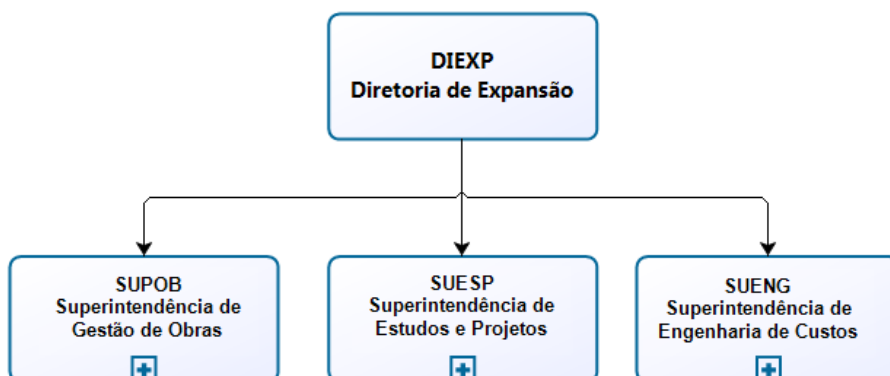 DIEXP
Diretoria de Expansão
SUPOB
Superintendência de
Gestão de Obras
SUESP
Superintendência de
Estudos e Projetos
SUENG
Superintendência de
Engenharia de Custos